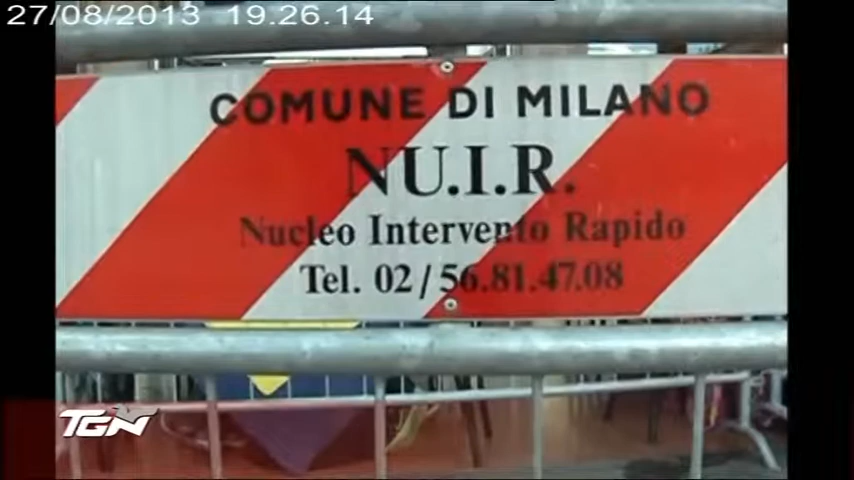 27/08/2013 19.26.14
COMUNE DI MILANO
N.U.I.R.
Nucleo Intervento Rapido
Tel. 02/56.81.47.08
TGN